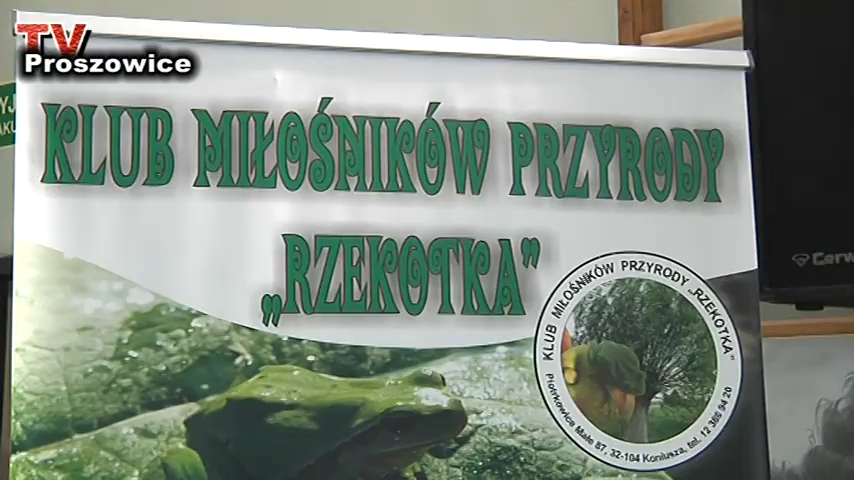 TV
Proszowice
KLUB MIŁOŚNIKÓW PRZYRODY
„RZEKOTKA”
KLUB MIŁOŚNIKÓW PRZYRODY „RZEKOTKA”
Piotrkowice Małe 87, 32-104 Koniusza, tel. 12 386 94 20